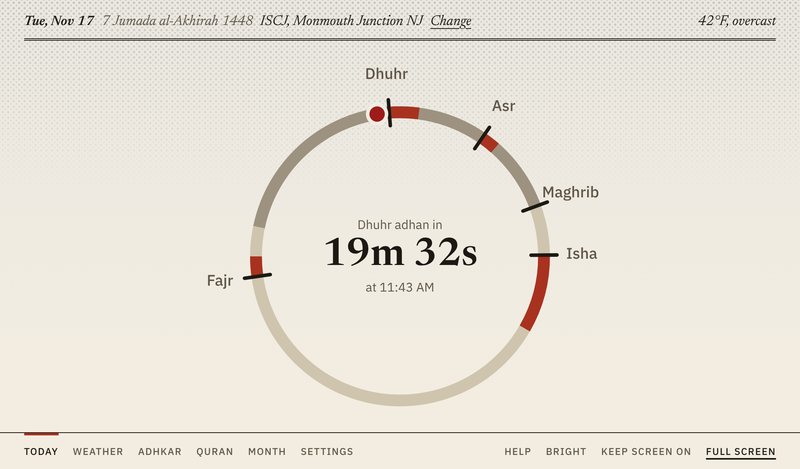 Tue, Nov 17 7 Jumada al-Akhirah 1448 ISCJ, Monmouth Junction NJ Change 42°F, overcast
Dhuhr
Asr
Maghrib
Isha
Fajr
Dhuhr adhan in
19m 32s
at 11:43 AM
TODAY WEATHER ADHKAR QURAN MONTH SETTINGS HELP BRIGHT KEEP SCREEN ON FULL SCREEN